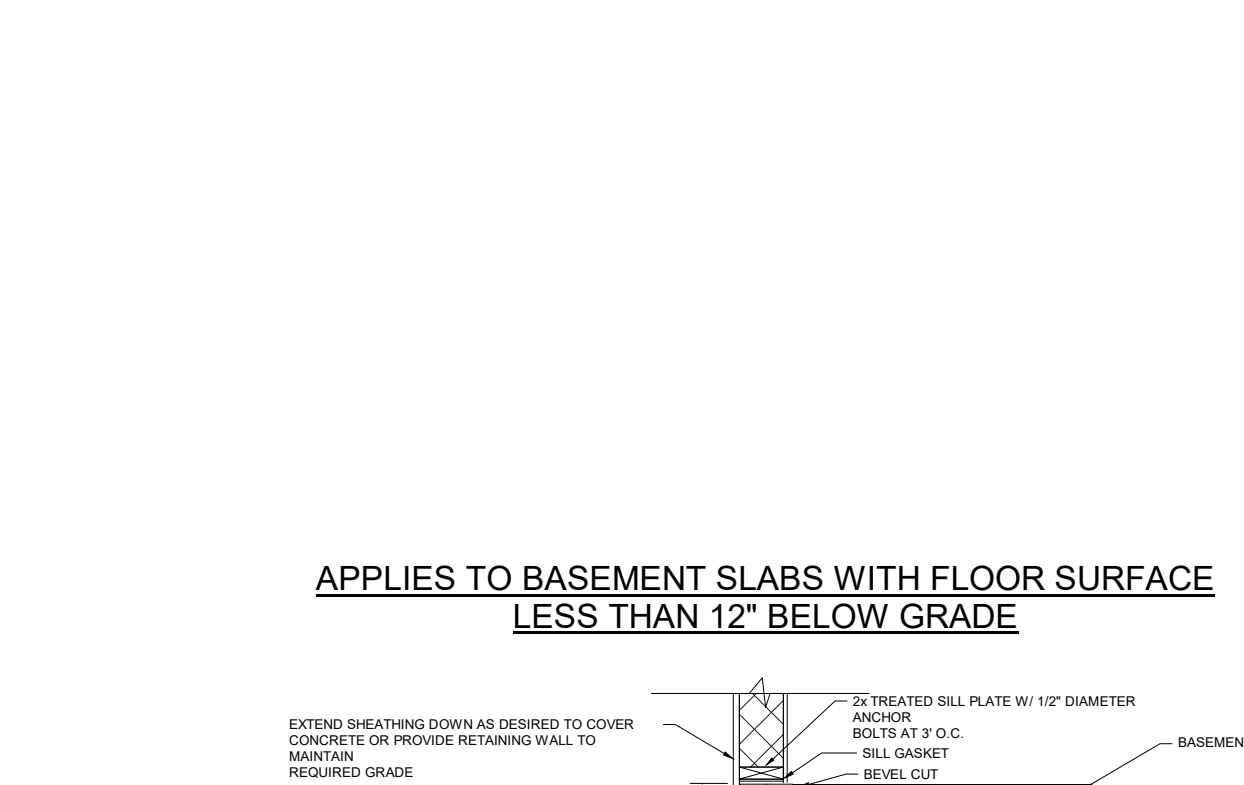 APPLIES TO BASEMENT SLABS WITH FLOOR SURFACE
LESS THAN 12" BELOW GRADE
EXTEND SHEATHING DOWN AS DESIRED TO COVER
CONCRETE OR PROVIDE RETAINING WALL TO
MAINTAIN
REQUIRED GRADE
2x TREATED SILL PLATE W/ 1/2" DIAMETER
ANCHOR
BOLTS AT 3' O.C.
SILL GASKET
BEVEL CUT
BASEMEN